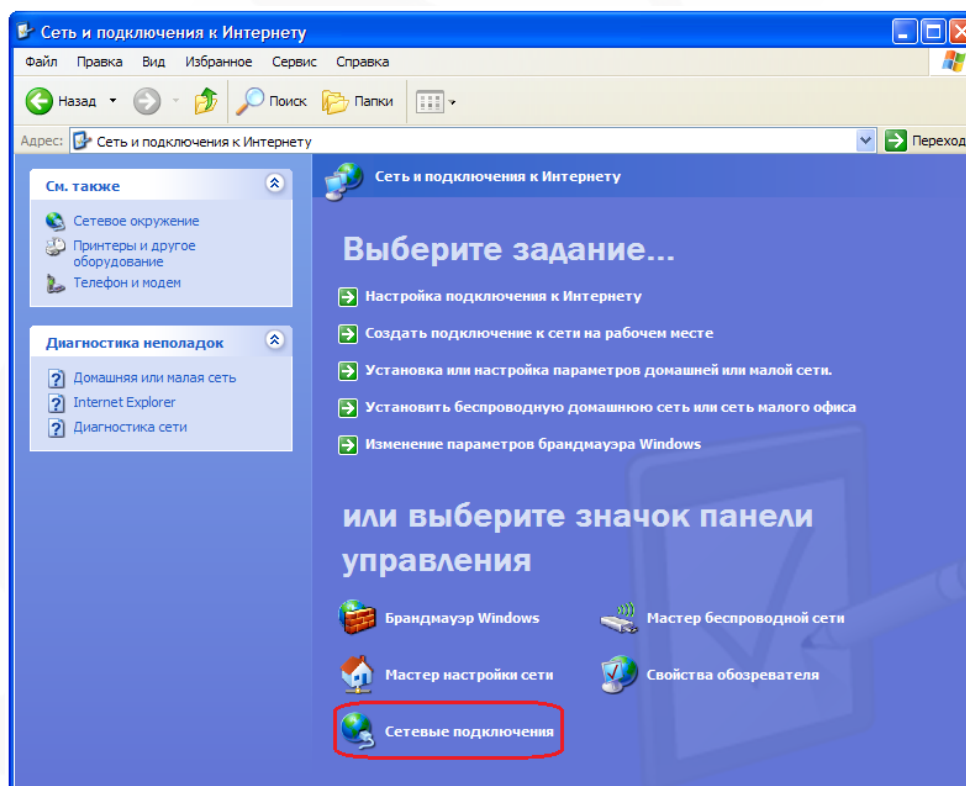 Сеть и подключения к Интернету
Файл Правка Вид Избранное Сервис Справка
Назад Поиск Папки
Адрес: Сеть и подключения к Интернету Переход
См. также
Сетевое окружение
Принтеры и другое
оборудование
Телефон и модем
Диагностика неполадок
Домашняя или малая сеть
Internet Explorer
Диагностика сети
Сеть и подключения к Интернету
Выберите задание...
Настройка подключения к Интернету
Создать подключение к сети на рабочем месте
Установка или настройка параметров домашней или малой сети.
Установить беспроводную домашнюю сеть или сеть малого офиса
Изменение параметров брандмауэра Windows
или выберите значок панели
управления
Брандмауэр Windows Мастер беспроводной сети
Мастер настройки сети Свойства обозревателя
Сетевые подключения